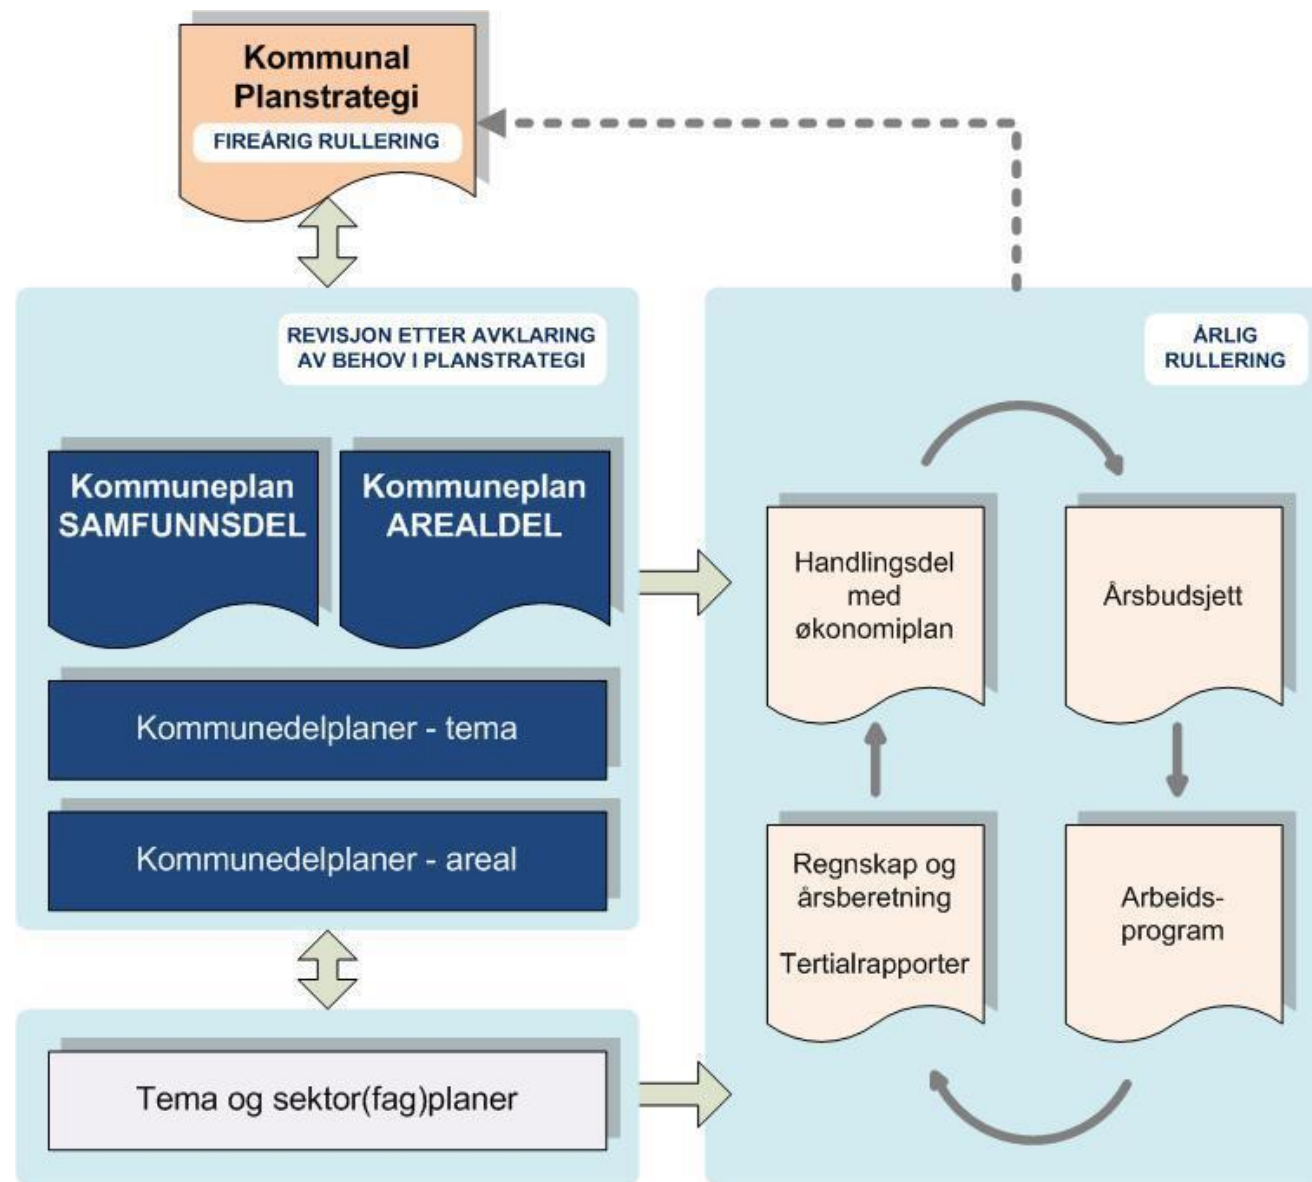 Kommunal
Planstrategi
FIREÅRIG RULLERING
REVISJON ETTER AVKLARING
AV BEHOV I PLANSTRATEGI
Kommuneplan
SAMFUNNSDEL
Kommuneplan
AREALDEL
Kommunedelplaner - tema
Kommunedelplaner - areal
Tema og sektor(fag)planer
ÅRLIG
RULLERING
Handlingsdel
med
økonomiplan
Årsbudsjett
Regnskap og
årsberetning
Tertialrapporter
Arbeids-
program